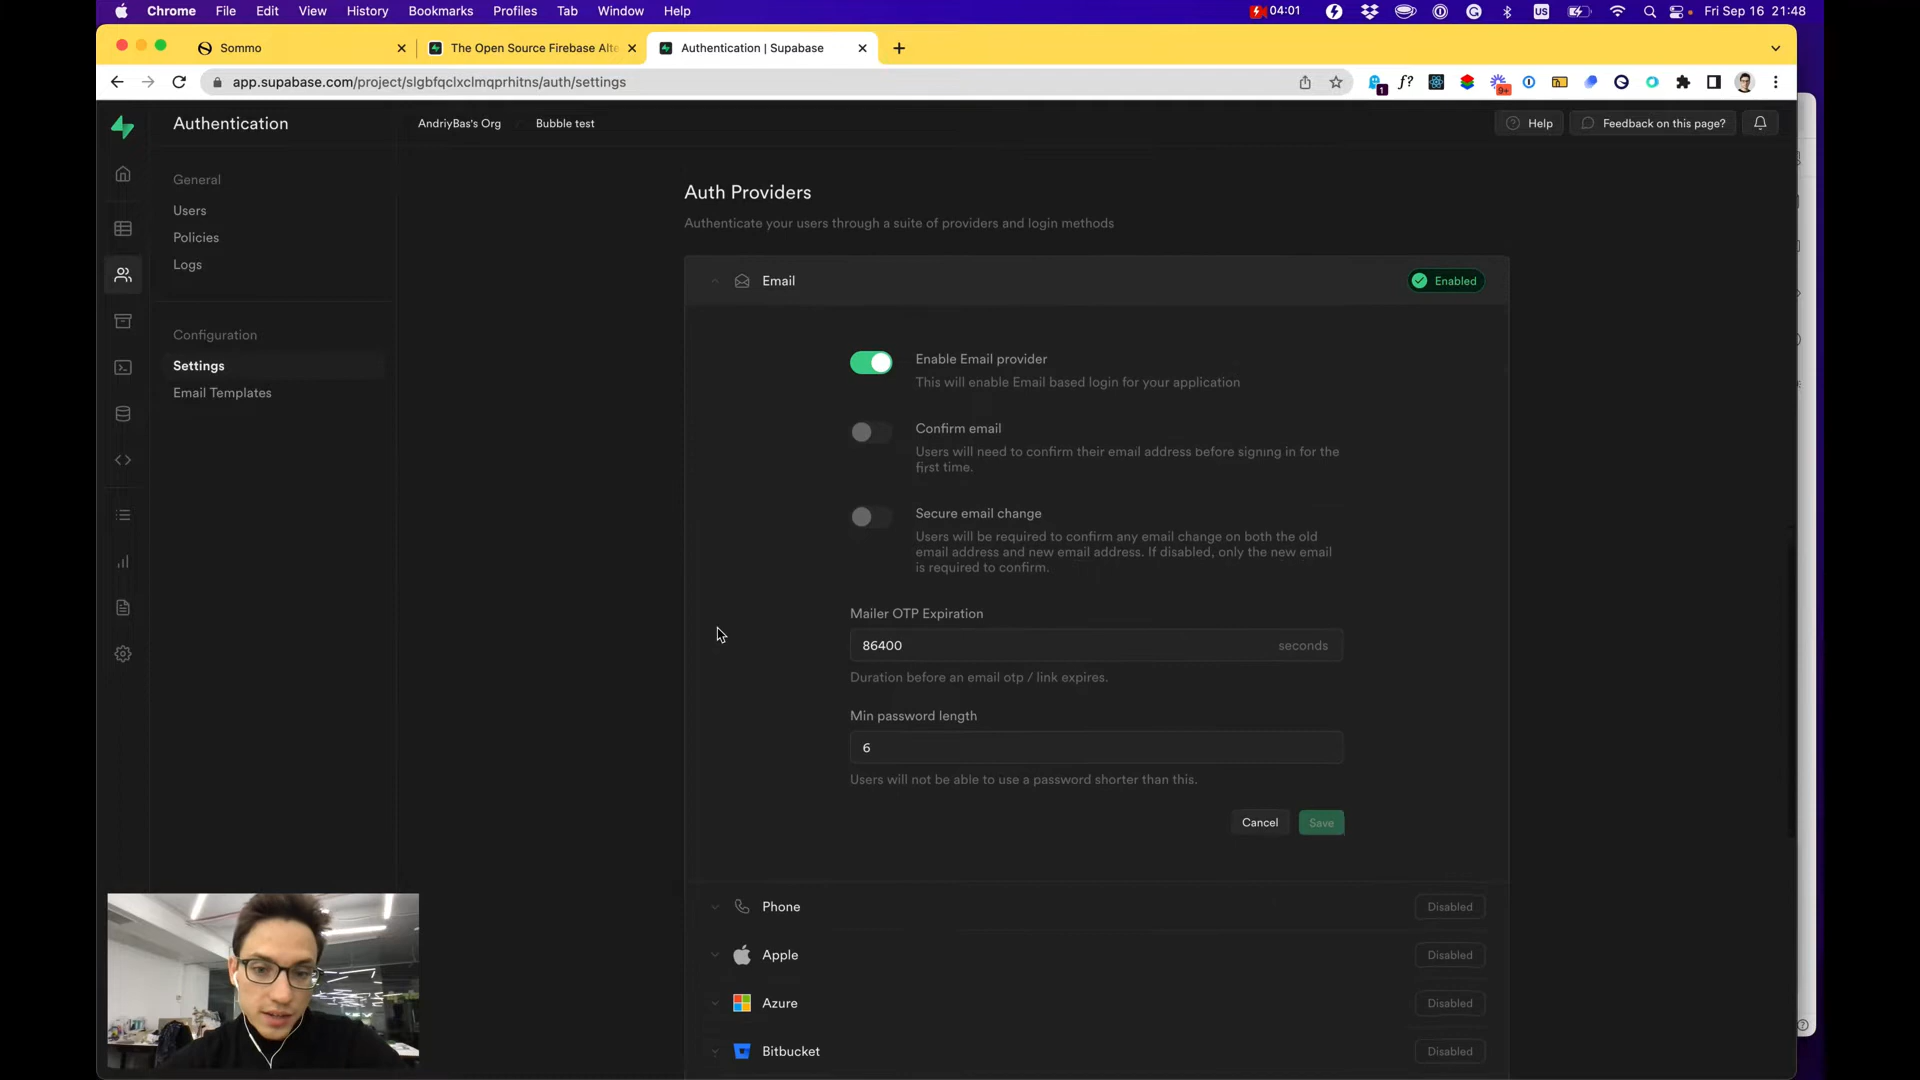 Chrome File Edit View History Bookmarks Profiles Tab Window Help 04:01 US Fri Sep 16 21:48
Sommo The Open Source Firebase Alte Authentication | Supabase
app.supabase.com/project/slgbfqclxclmqprhitns/auth/settings f? 1 9+
Authentication AndriyBas's Org Bubble test Help Feedback on this page?
General
Users
Policies
Logs
Configuration
Settings
Email Templates
Auth Providers
Authenticate your users through a suite of providers and login methods
Email Enabled
Enable Email provider
This will enable Email based login for your application
Confirm email
Users will need to confirm their email address before signing in for the
first time.
Secure email change
Users will be required to confirm any email change on both the old
email address and new email address. If disabled, only the new email
is required to confirm.
Mailer OTP Expiration
86400 seconds
Duration before an email otp / link expires.
Min password length
6
Users will not be able to use a password shorter than this.
Cancel Save
Phone Disabled
Apple Disabled
Azure Disabled
Bitbucket Disabled